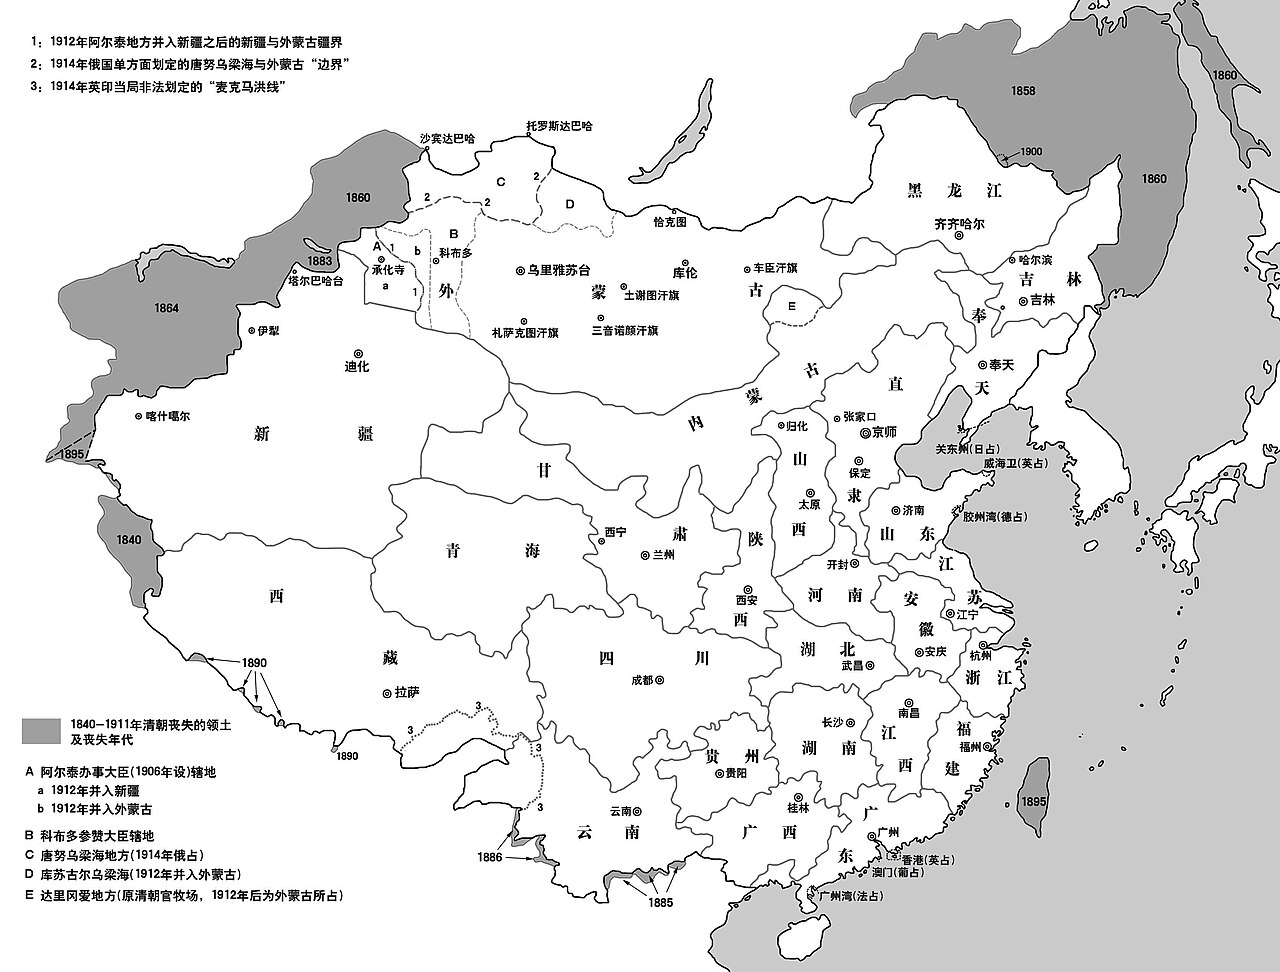 1：1912年阿尔泰地方并入新疆之后的新疆与外蒙古疆界
2：1914年俄国单方面划定的唐努乌梁海与外蒙古“边界”
3：1914年英印当局非法划定的“麦克马洪线”
1860
1858
1900
1860
沙宾达巴哈
托罗斯达巴哈
1860
C
2
2
2
D
恰克图
黑龙江
齐齐哈尔
B
A
1
b
科布多
承化寺
a
1
1883
塔尔巴哈台
乌里雅苏台
库伦
车臣汗旗
土谢图汗旗
外蒙古
E
札萨克图汗旗
三音诺颜汗旗
哈尔滨
吉林
吉林
奉天
奉天
1864
伊犁
迪化
喀什噶尔
新疆
1895
内蒙古
直隶
张家口
京师
保定
归化
山西
太原
关东州(日占)
威海卫(英占)
胶州湾(德占)
济南
山东
甘肃
西宁
兰州
青海
陕西
西安
1840
开封
河南
江苏
江宁
安徽
安庆
杭州
浙江
西藏
拉萨
1890
1890
3
3
3
3
四川
成都
湖北
武昌
长沙
湖南
南昌
江西
福建
福州
贵州
贵阳
云南
云南
广西
桂林
广东
广州
香港(英占)
澳门(葡占)
广州湾(法占)
1895
1886
1885
1840－1911年清朝丧失的领土
及丧失年代
A 阿尔泰办事大臣(1906年设)辖地
a 1912年并入新疆
b 1912年并入外蒙古
B 科布多参赞大臣辖地
C 唐努乌梁海地方(1914年俄占)
D 库苏古尔乌梁海(1912年并入外蒙古)
E 达里冈爱地方(原清朝官牧场，1912年后为外蒙古所占)